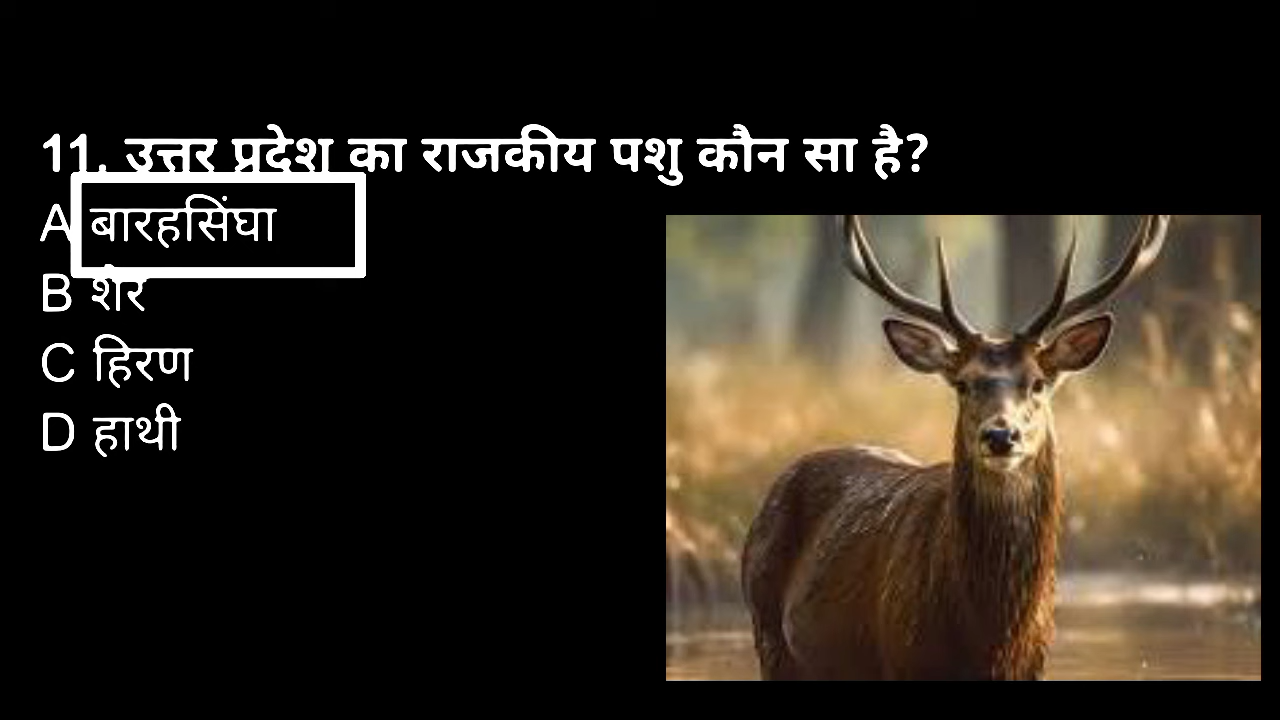 11. उत्तर प्रदेश का राजकीय पशु कौन सा है?
A बारहसिंघा
B शेर
C हिरण
D हाथी